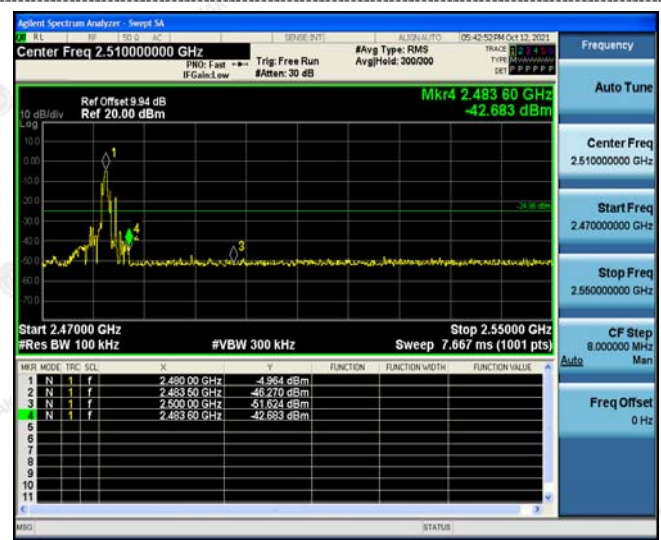 Agilent Spectrum Analyzer - Swept SA
RL RF 50 Ω AC SENSE:INT ALIGN AUTO 05:42:52 PM Oct 12, 2021
Center Freq 2.510000000 GHz
PNO: Fast Trig: Free Run #Avg Type: RMS TRACE 1 2 3 4 5 6
IFGain:Low #Atten: 30 dB Avg|Hold: 300/300 TYPE M W W W W W
DET P P P P P P
Frequency
Auto Tune
Center Freq
2.510000000 GHz
Start Freq
2.470000000 GHz
Stop Freq
2.550000000 GHz
CF Step
8.000000 MHz
Auto Man
Freq Offset
0 Hz
Mkr4 2.483 60 GHz
-42.683 dBm
Ref Offset 9.94 dB
10 dB/div Ref 20.00 dBm
Log
10.0
0.00
-10.0
-20.0
-30.0
-40.0
-50.0
-60.0
-70.0
1
4
2
3
-24.96 dBm
Start 2.47000 GHz Stop 2.55000 GHz
#Res BW 100 kHz #VBW 300 kHz Sweep 7.667 ms (1001 pts)
MKR MODE TRC SCL X Y FUNCTION FUNCTION WIDTH FUNCTION VALUE
1 N 1 f 2.480 00 GHz -4.964 dBm
2 N 1 f 2.483 50 GHz -46.270 dBm
3 N 1 f 2.500 00 GHz -51.624 dBm
4 N 1 f 2.483 60 GHz -42.683 dBm
5
6
7
8
9
10
11
MSG STATUS